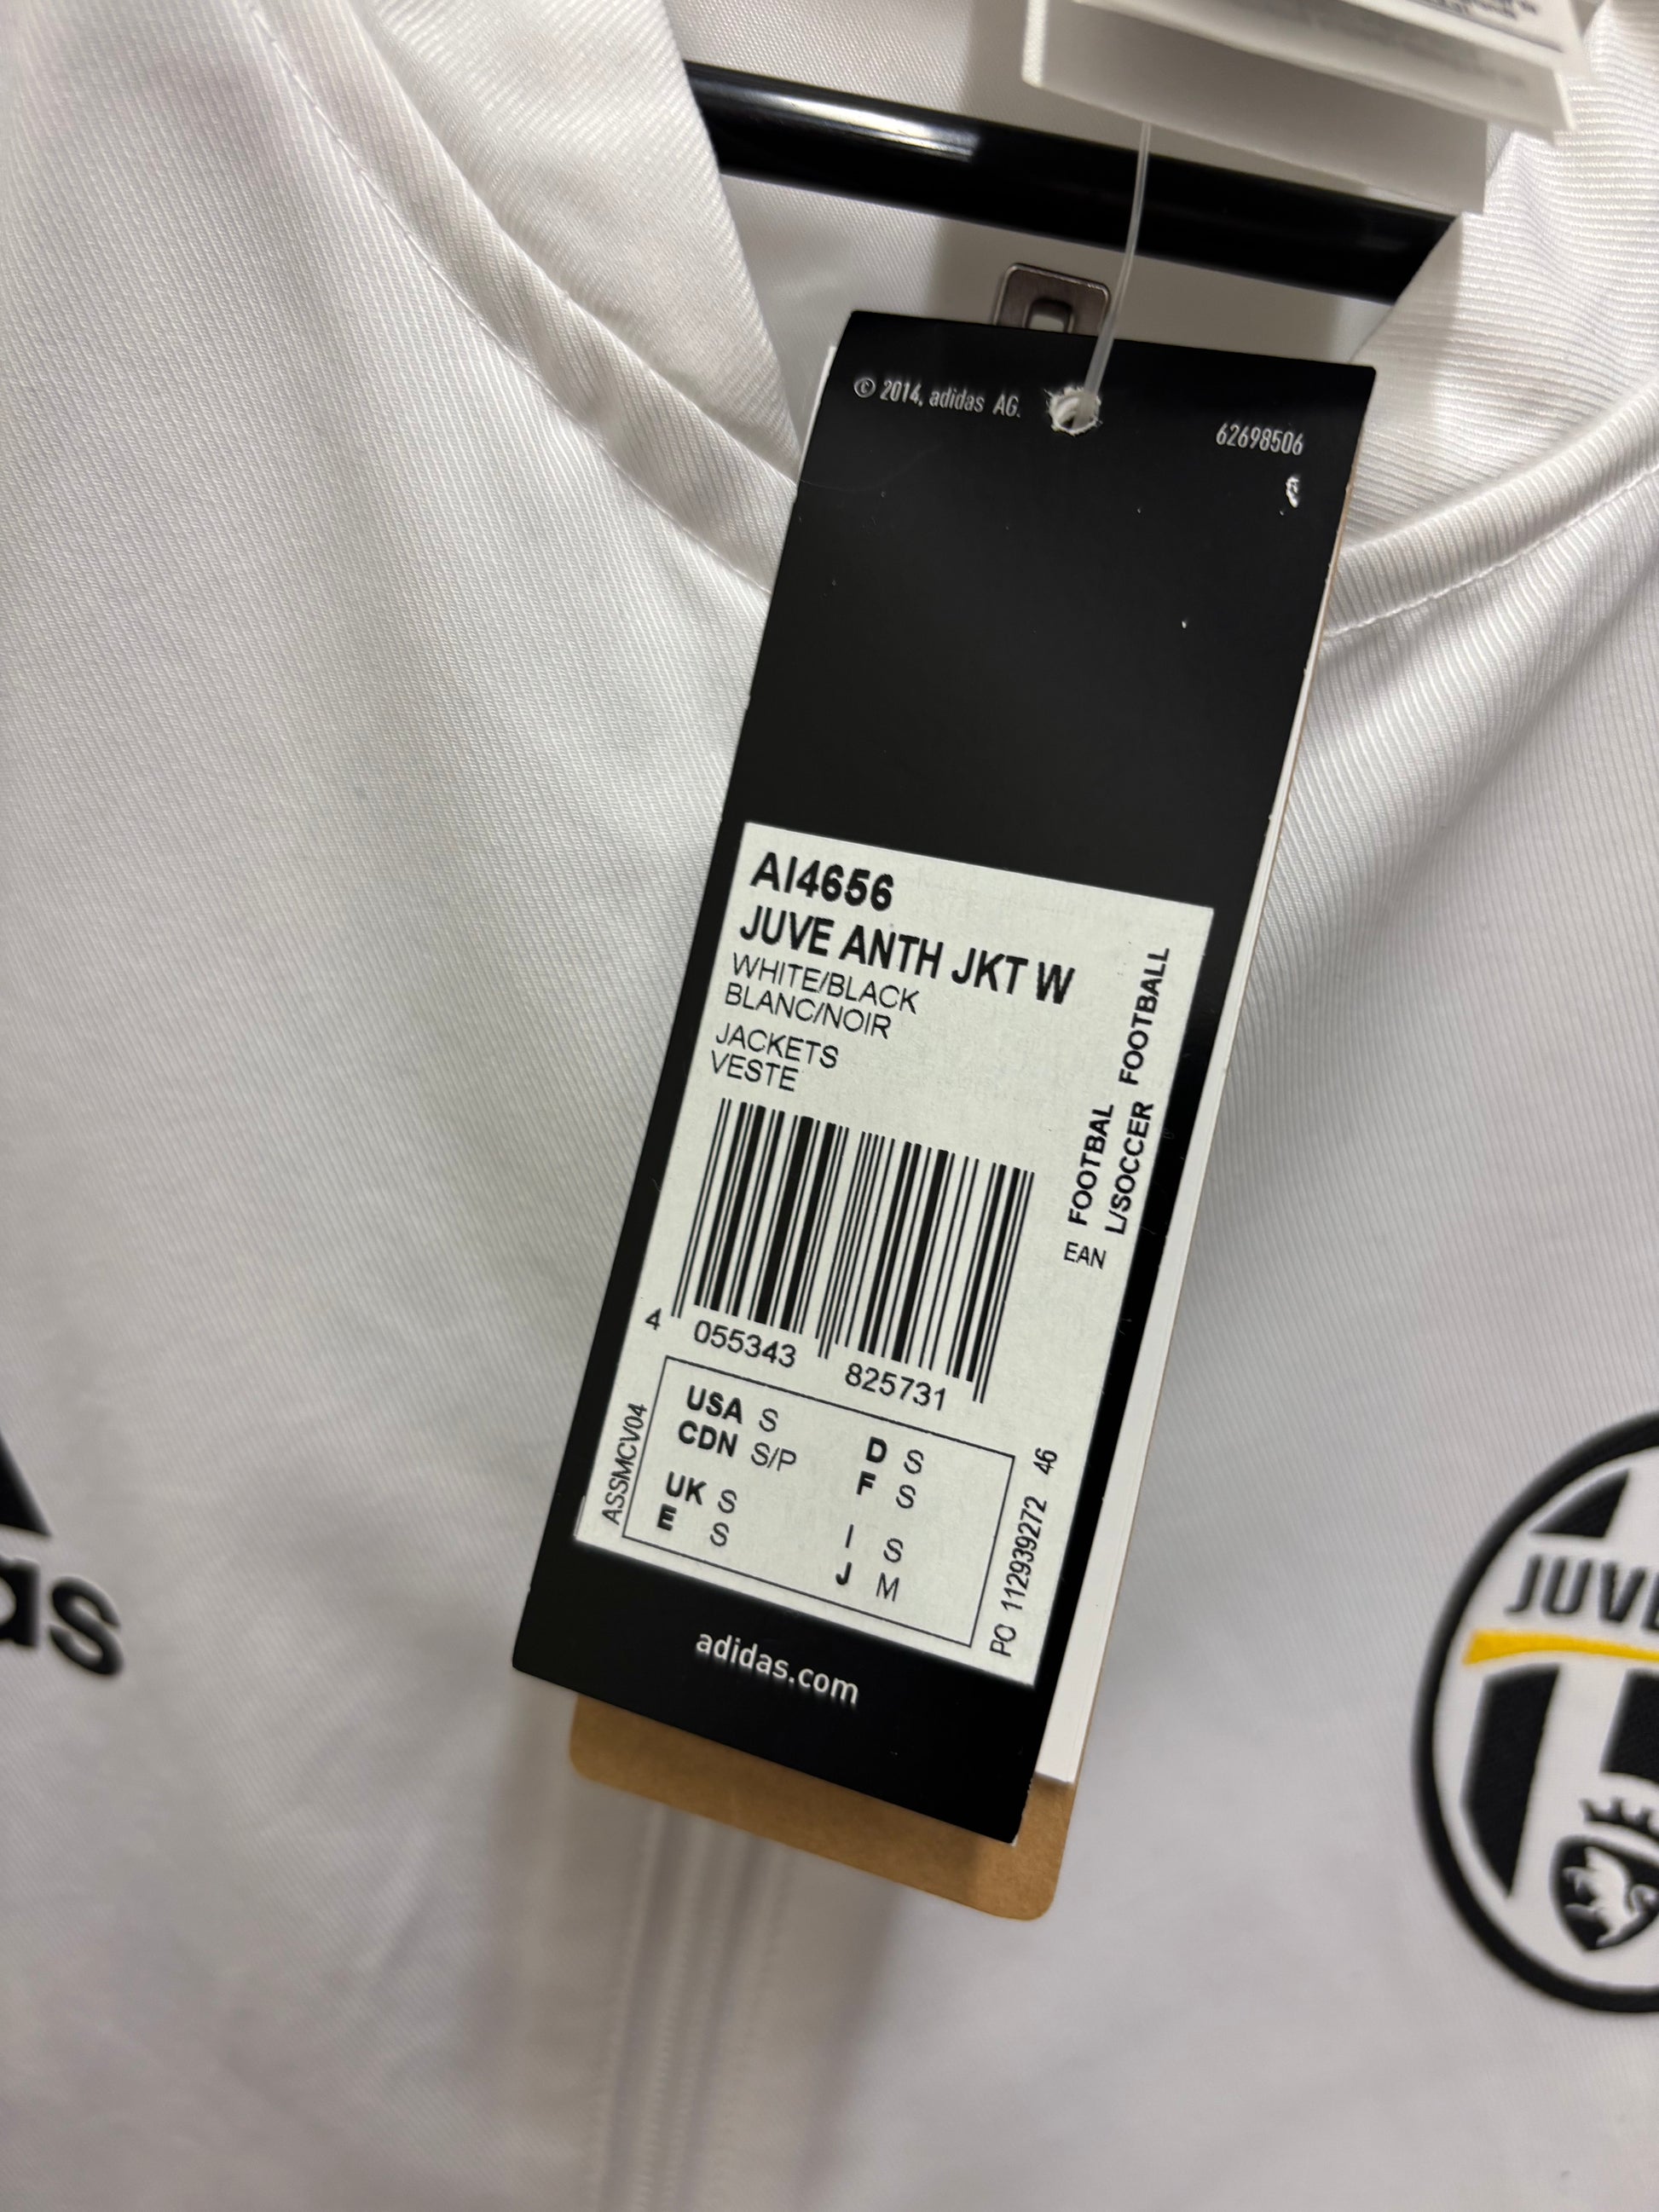 © 2014, adidas AG.
62698506
AI4656
JUVE ANTH JKT W
WHITE/BLACK
BLANC/NOIR
JACKETS
VESTE
FOOTBAL FOOTBALL
L/SOCCER
EAN
4 055343 825731
ASSMCV04
USA S
CDN S/P
UK S
E S
D S
F S
I S
J M
PO 112939272 46
adidas.com
as
JUVE